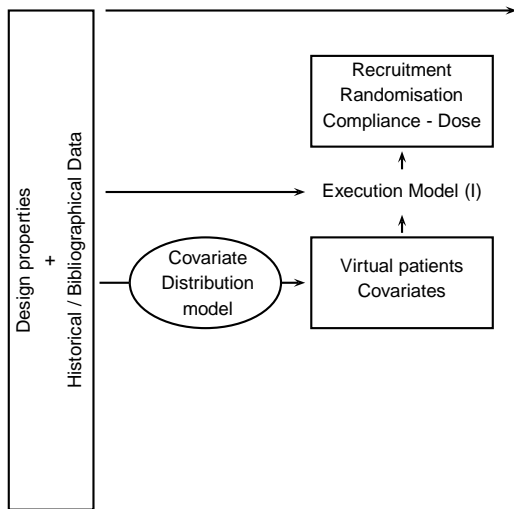 Design properties
+
Historical / Bibliographical Data
Recruitment
Randomisation
Compliance - Dose
Execution Model (I)
Covariate
Distribution
model
Virtual patients
Covariates